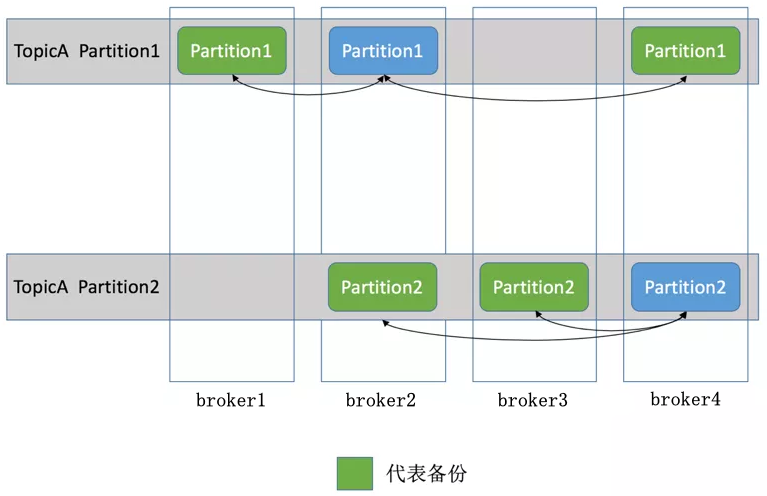 TopicA Partition1
Partition1
Partition1
Partition1
TopicA Partition2
Partition2
Partition2
Partition2
broker1
broker2
broker3
broker4
代表备份